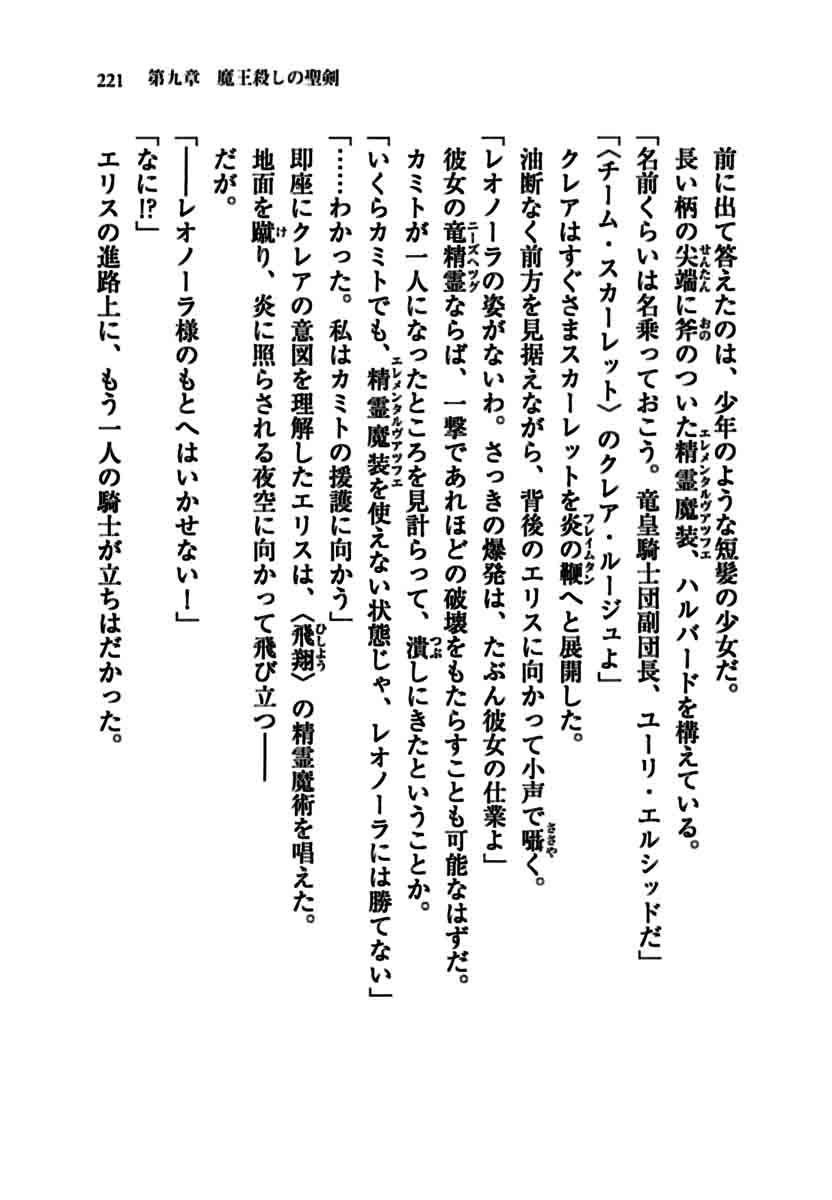 221　第九章　魔王殺しの聖剣
前に出て答えたのは、少年のような短髪の少女だ。
長い柄の尖端に斧のついた精霊魔装、ハルバードを構えている。
「名前くらいは名乗っておこう。竜皇騎士団副団長、ユーリ・エルシッドだ」
「〈チーム・スカーレット〉のクレア・ルージュよ」
クレアはすぐさまスカーレットを炎の鞭へと展開した。
油断なく前方を見据えながら、背後のエリスに向かって小声で囁く。
「レオノーラの姿がないわ。さっきの爆発は、たぶん彼女の仕業よ」
彼女の竜精霊ならば、一撃であれほどの破壊をもたらすことも可能なはずだ。
カミトが一人になったところを見計らって、潰しにきたということか。
「いくらカミトでも、精霊魔装を使えない状態じゃ、レオノーラには勝てない」
「……わかった。私はカミトの援護に向かう」
即座にクレアの意図を理解したエリスは、〈飛翔〉の精霊魔術を唱えた。
地面を蹴り、炎に照らされる夜空に向かって飛び立つ――
だが。
「――レオノーラ様のもとへはいかせない！」
「なに!?」
エリスの進路上に、もう一人の騎士が立ちはだかった。